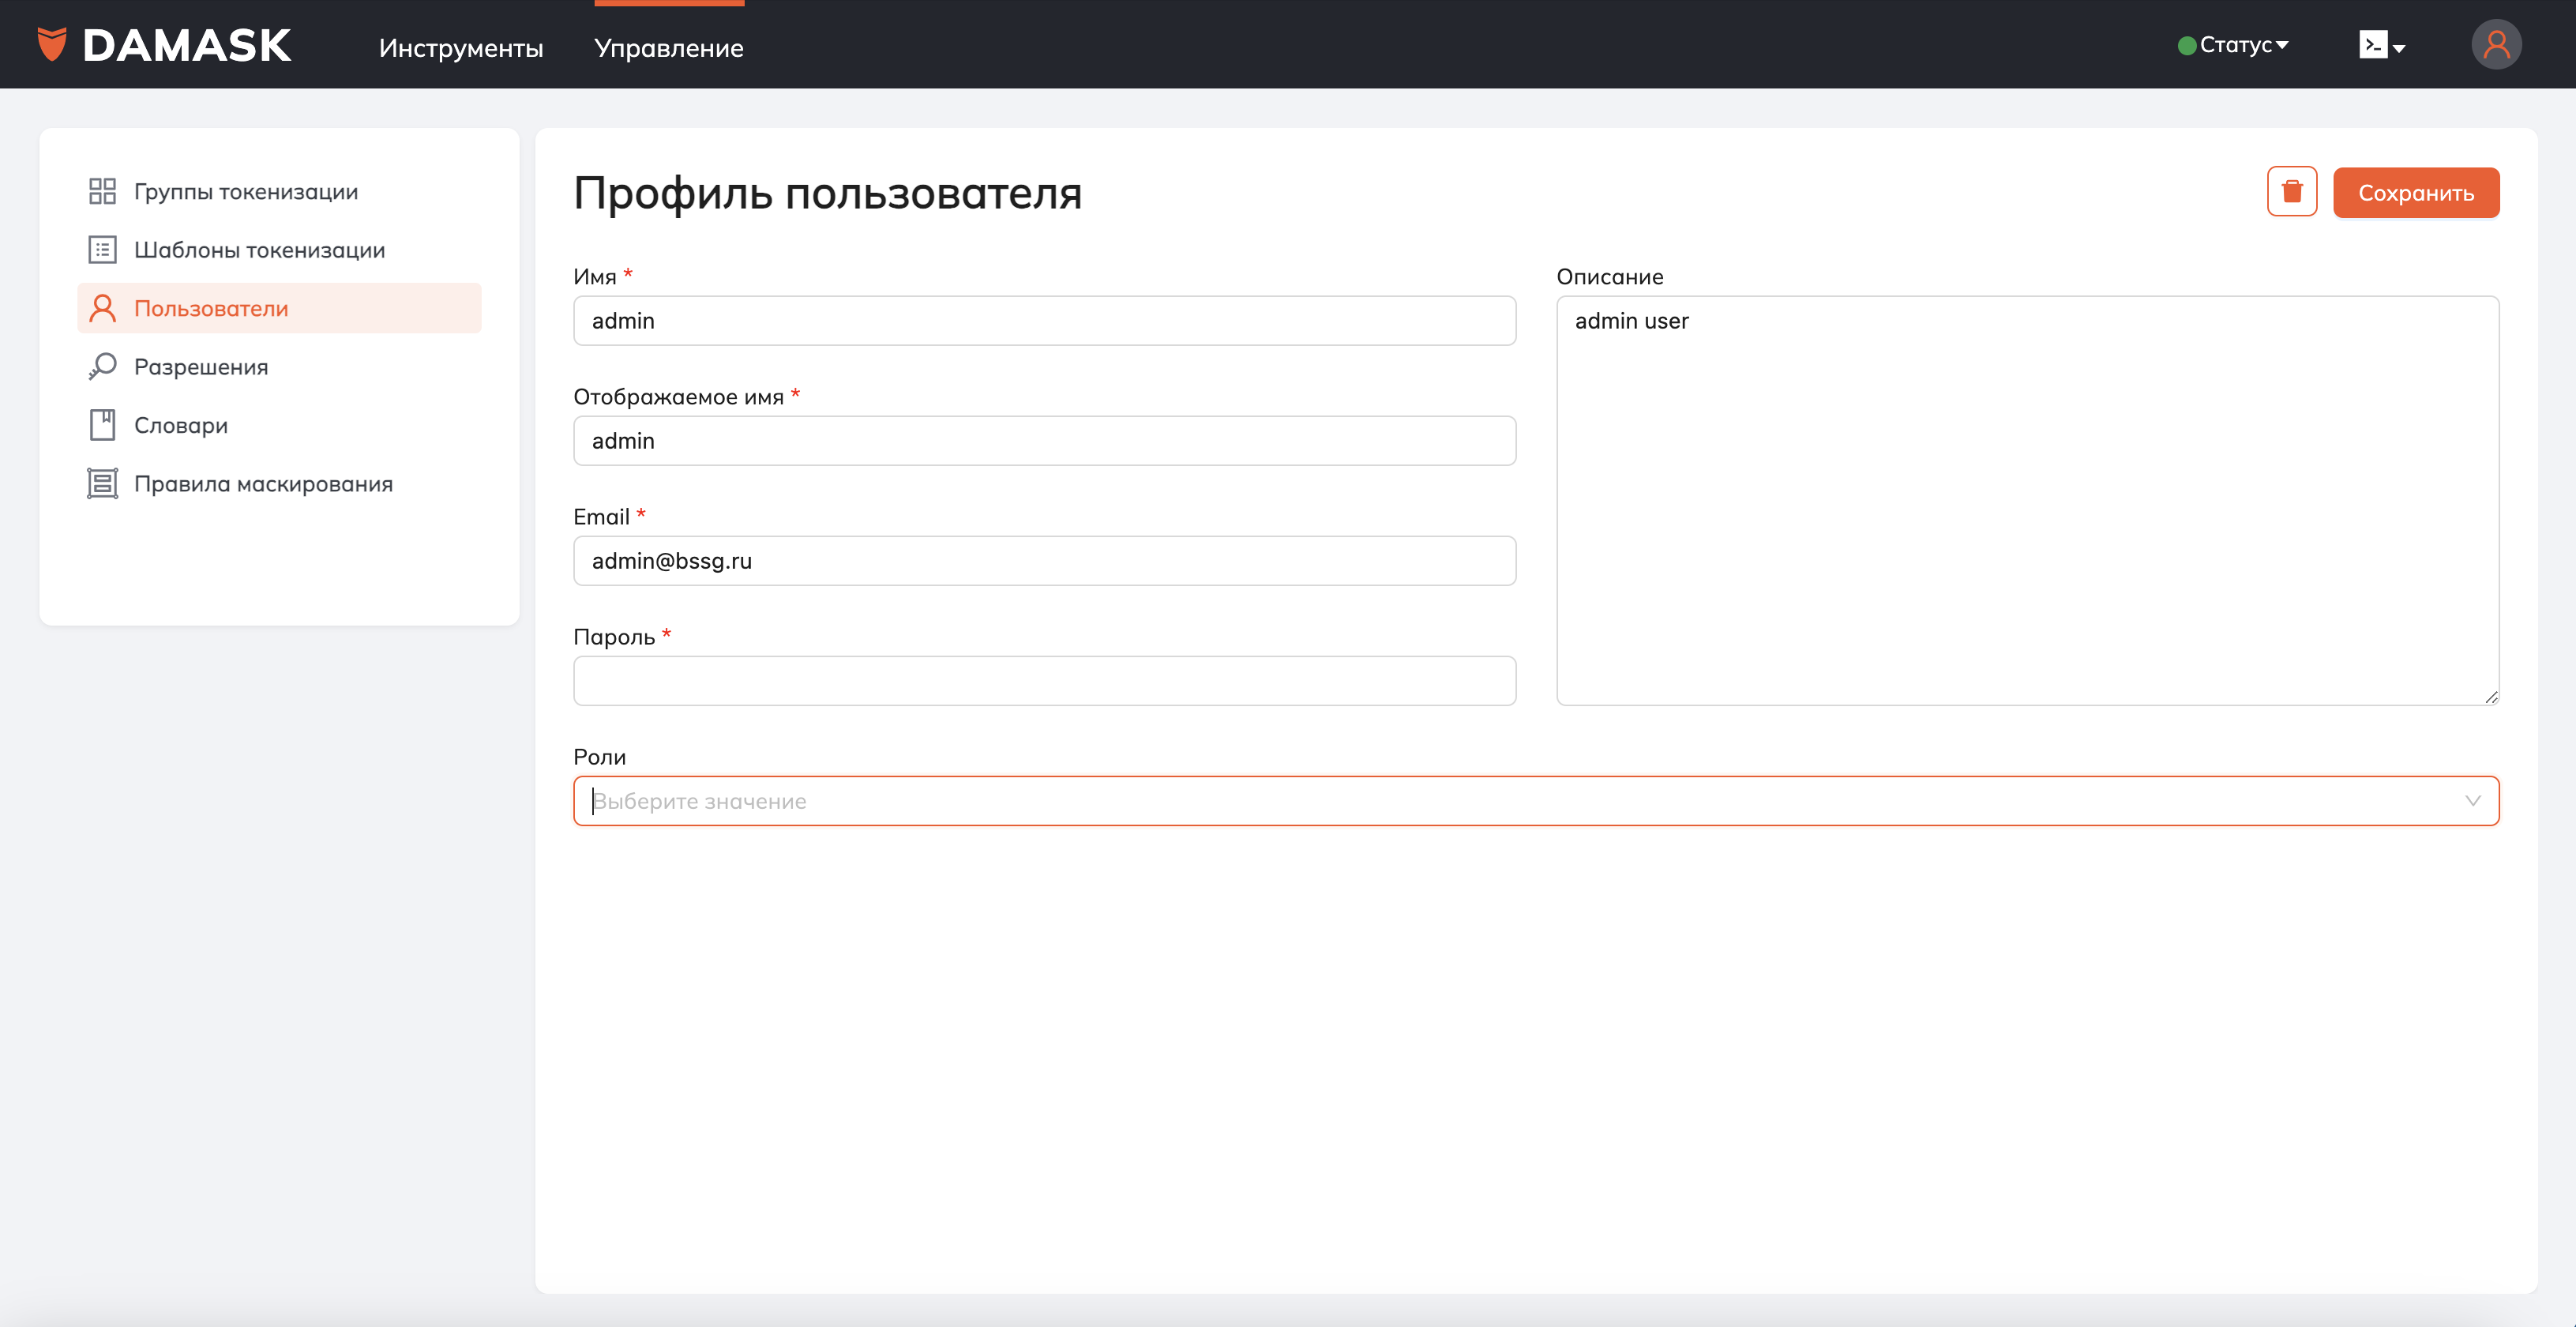 DAMASK
Инструменты
Управление
Статус
Группы токенизации
Шаблоны токенизации
Пользователи
Разрешения
Словари
Правила маскирования
Профиль пользователя
Сохранить
Имя *
admin
Отображаемое имя *
admin
Email *
admin@bssg.ru
Пароль *
Описание
admin user
Роли
Выберите значение